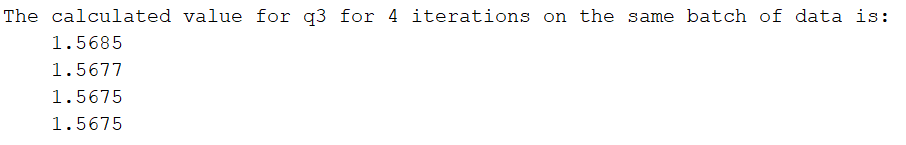 The calculated value for q3 for 4 iterations on the same batch of data is:
1.5685
1.5677
1.5675
1.5675